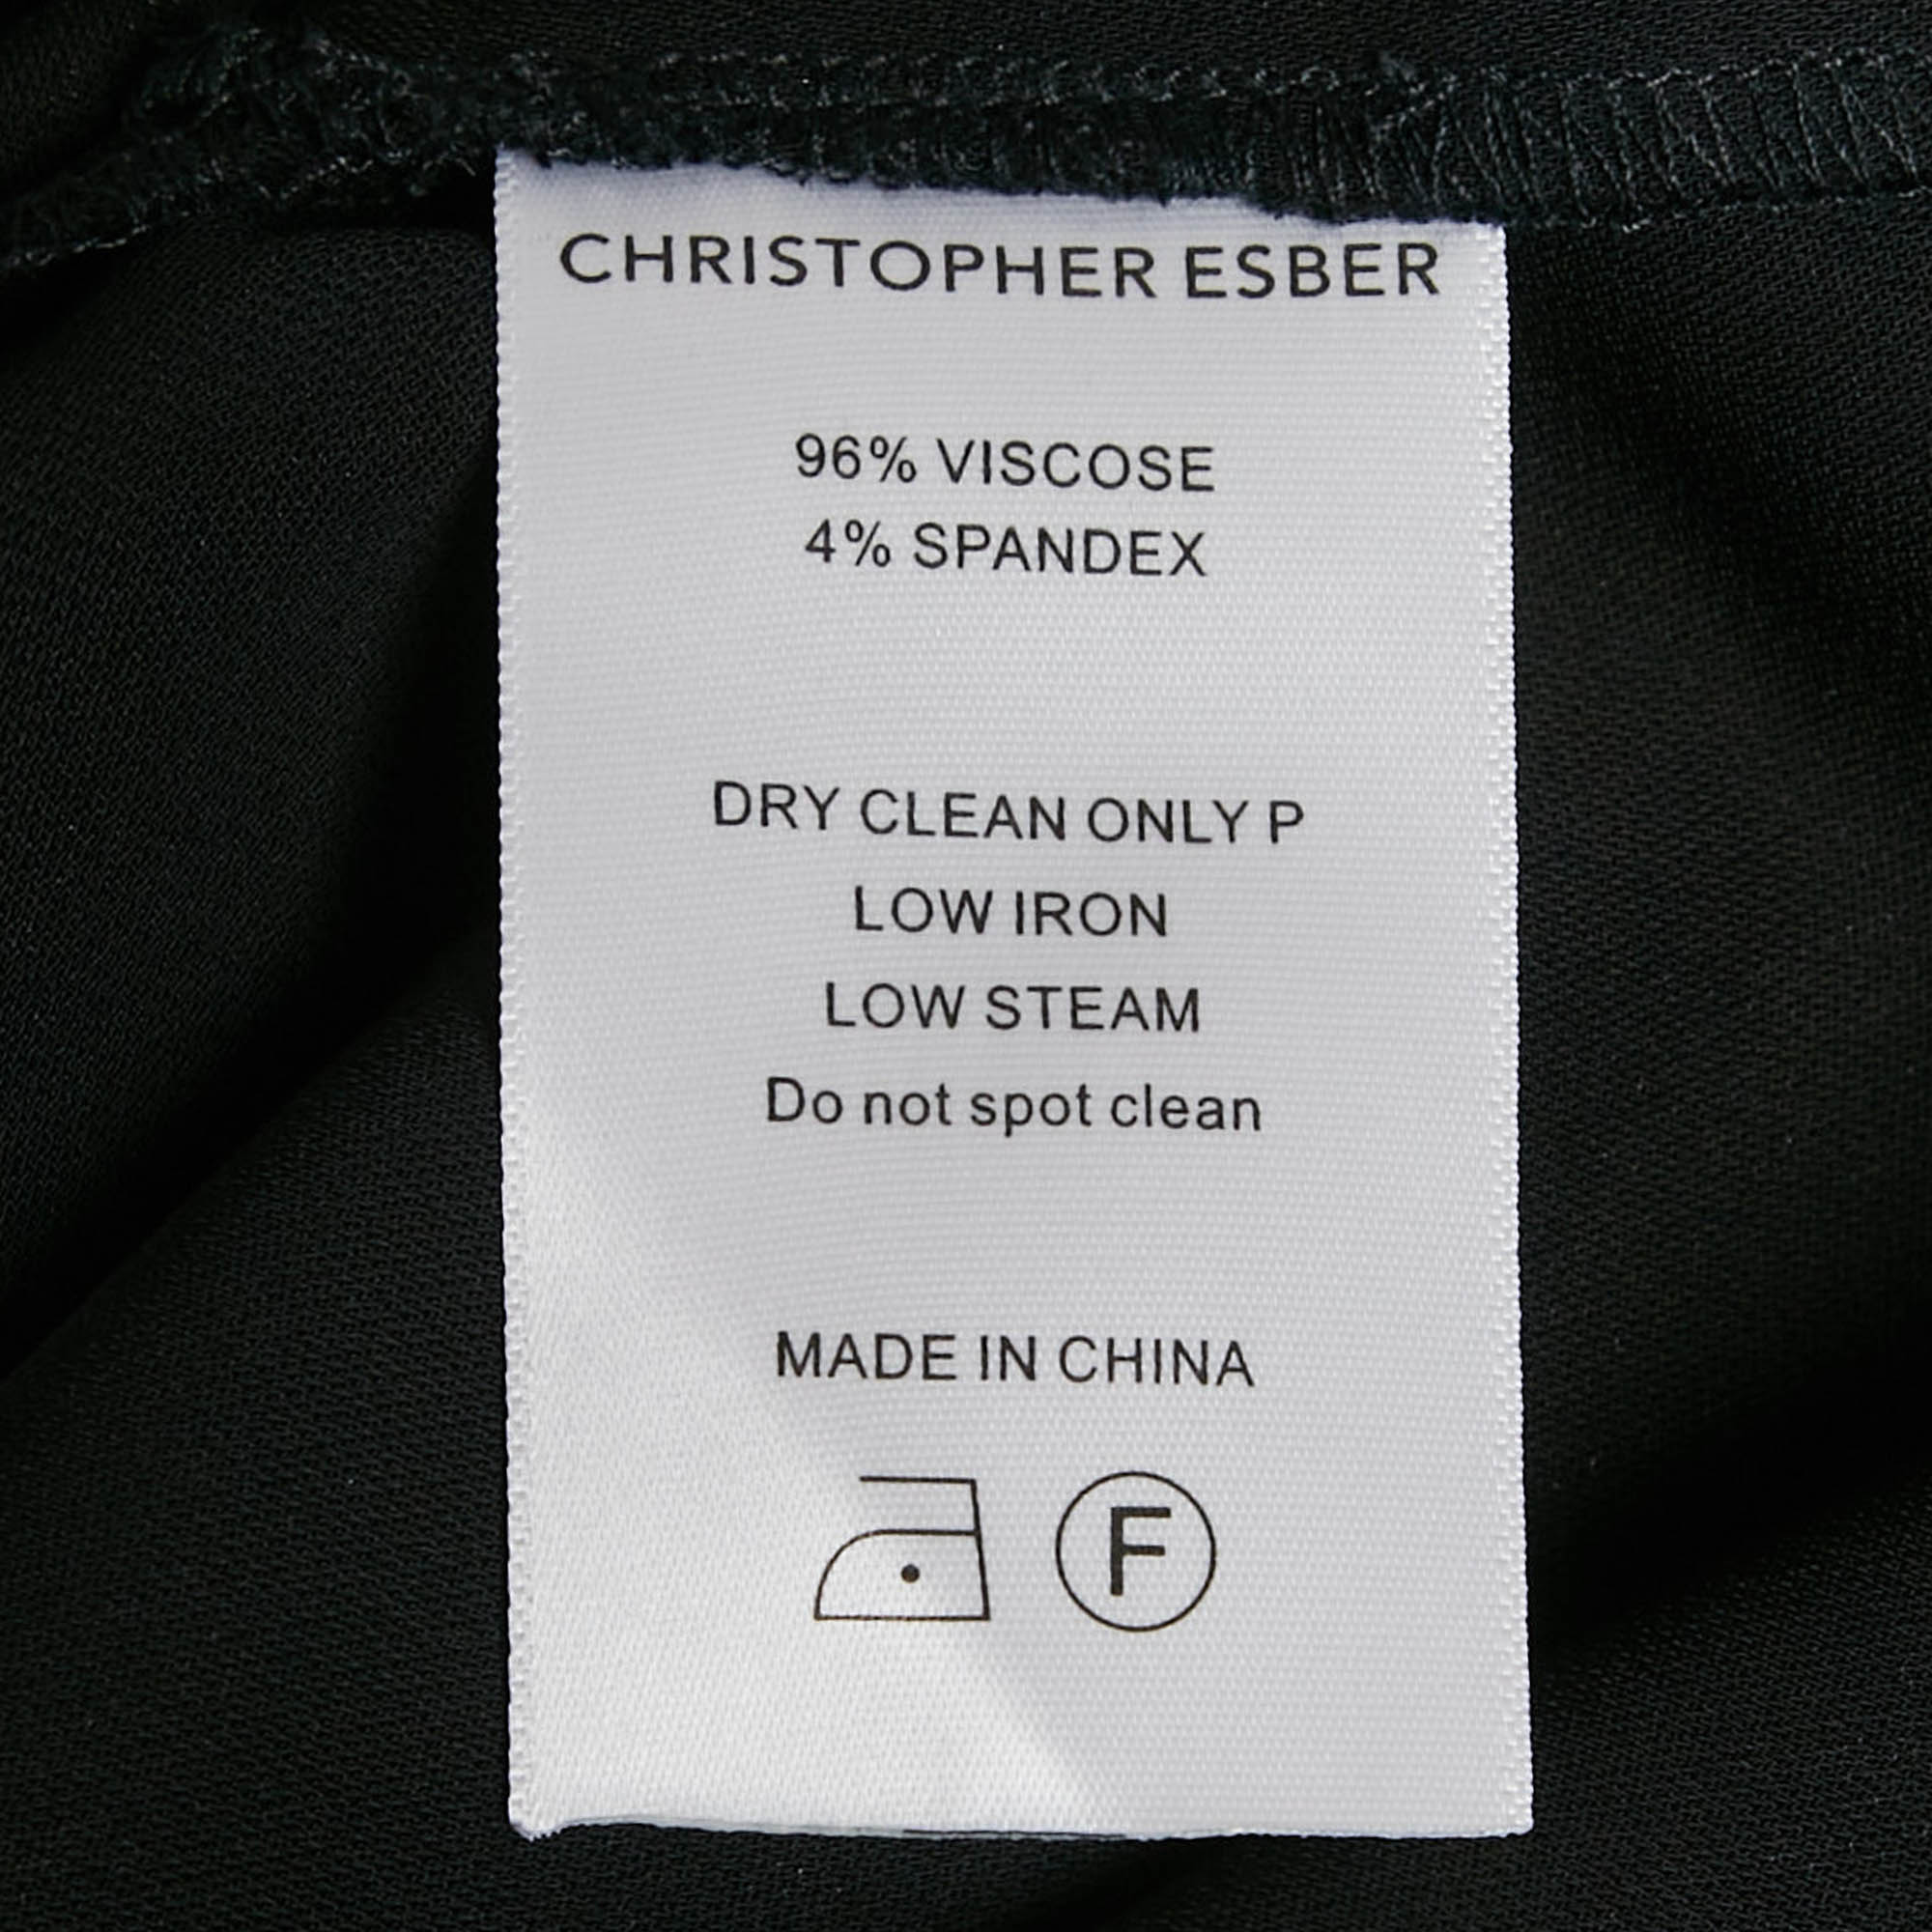 CHRISTOPHER ESBER
96% VISCOSE
4% SPANDEX
DRY CLEAN ONLY P
LOW IRON
LOW STEAM
Do not spot clean
MADE IN CHINA
F